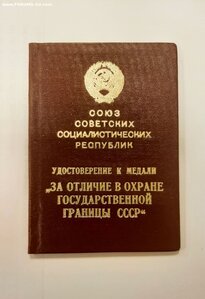 СОЮЗ
СОВЕТСКИХ
СОЦИАЛИСТИЧЕСКИХ
РЕСПУБЛИК
УДОСТОВЕРЕНИЕ К МЕДАЛИ
„ЗА ОТЛИЧИЕ В ОХРАНЕ
ГОСУДАРСТВЕННОЙ
ГРАНИЦЫ СССР“